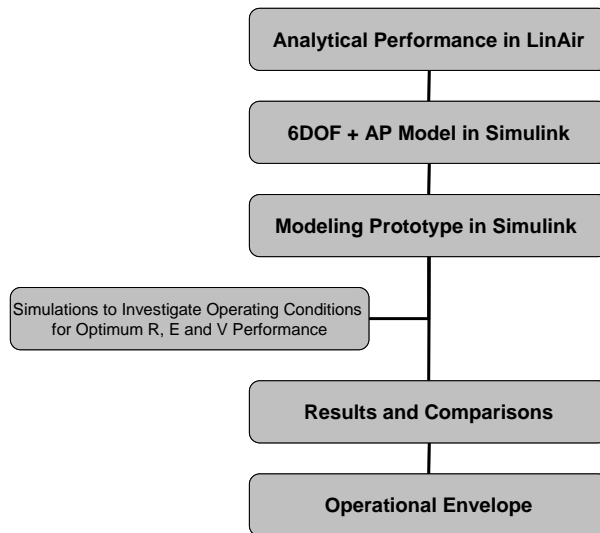 Analytical Performance in LinAir
6DOF + AP Model in Simulink
Modeling Prototype in Simulink
Simulations to Investigate Operating Conditions
for Optimum R, E and V Performance
Results and Comparisons
Operational Envelope